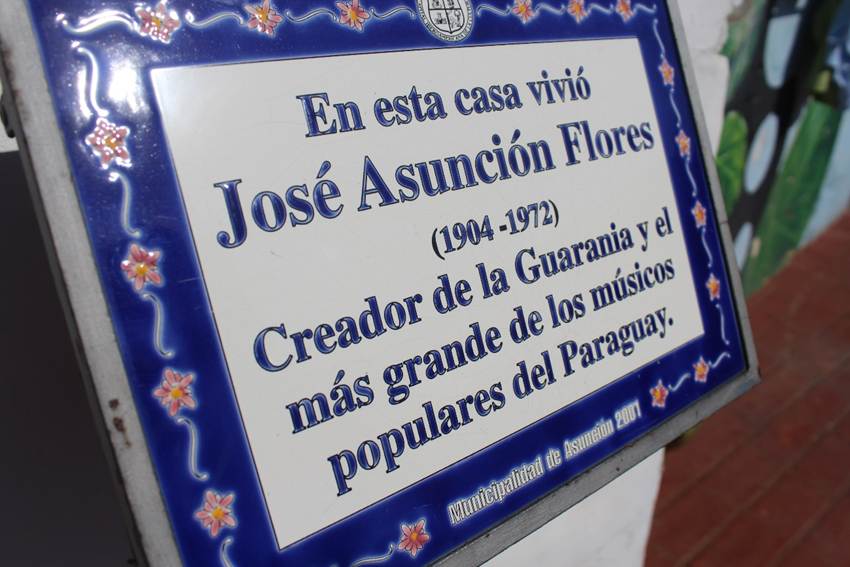 En esta casa vivió
José Asunción Flores
(1904 -1972)
Creador de la Guarania y el
más grande de los músicos
populares del Paraguay.
Municipalidad de Asunción 2001